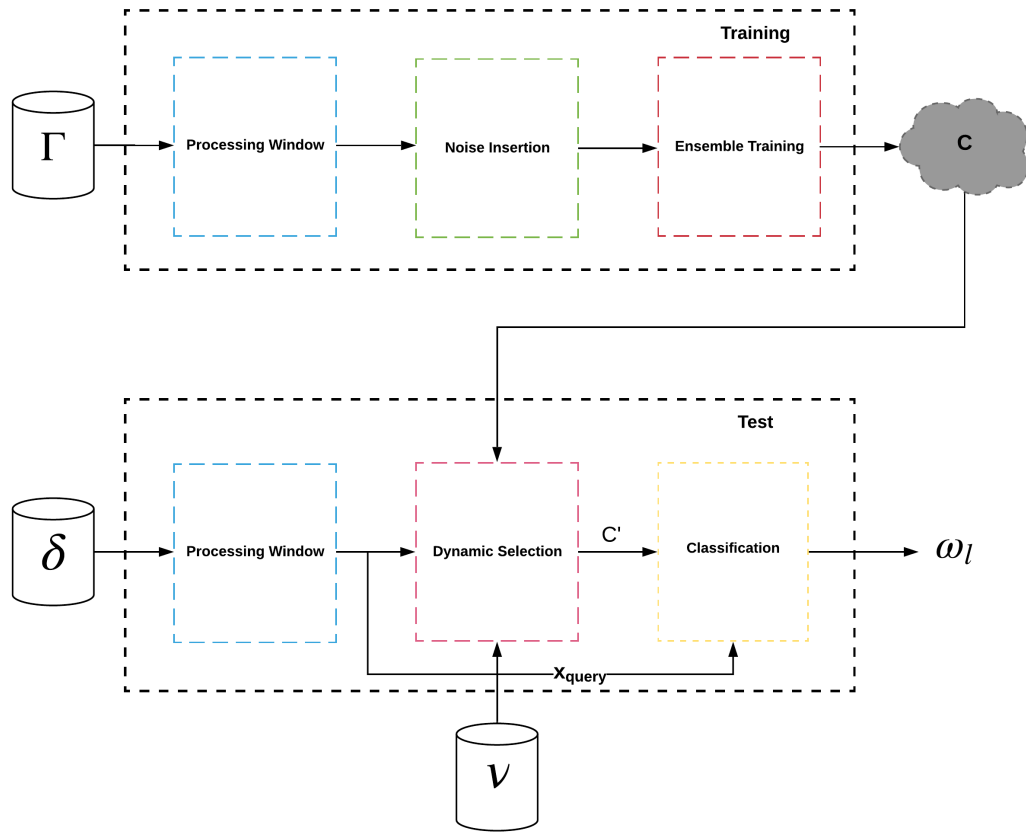 Training
Γ
Processing Window
Noise Insertion
Ensemble Training
C
Test
δ
Processing Window
Dynamic Selection
C'
Classification
ω_l
x_query
ν